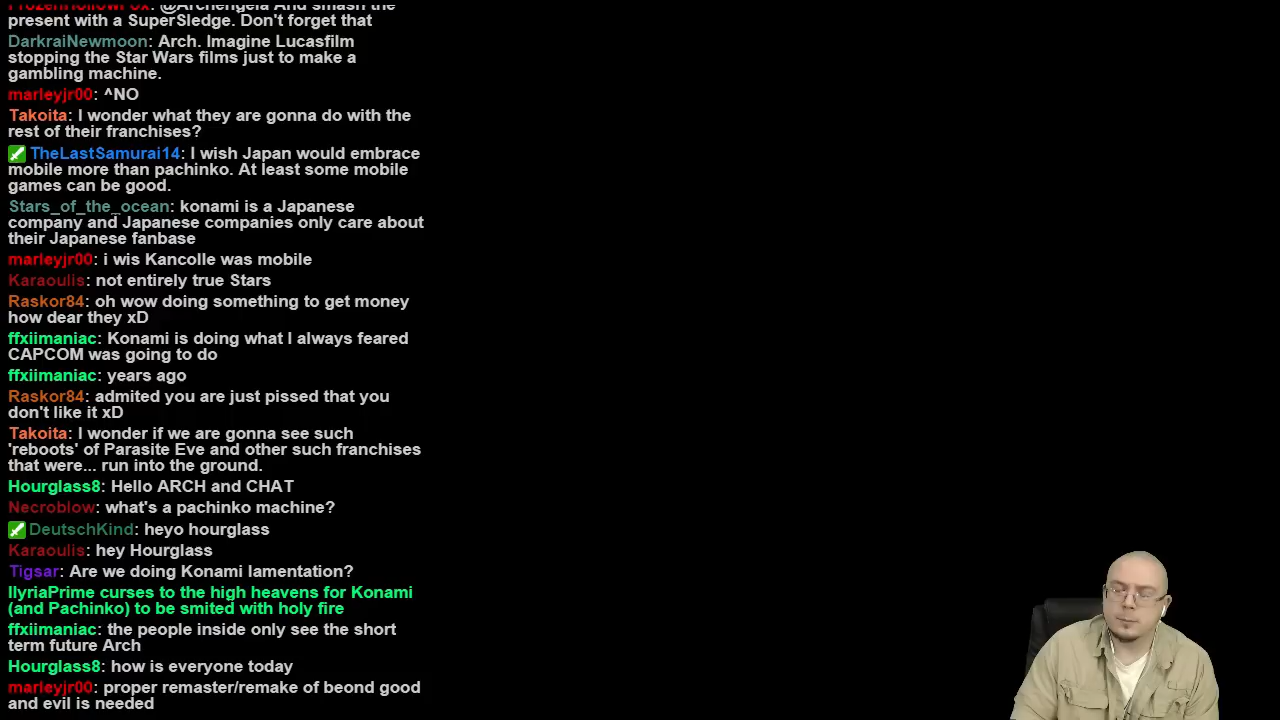 FrozenHollowFox: @Archengela And smash the
present with a SuperSledge. Don't forget that
DarkraiNewmoon: Arch. Imagine Lucasfilm
stopping the Star Wars films just to make a
gambling machine.
marleyjr00: ^NO
Takoita: I wonder what they are gonna do with the
rest of their franchises?
TheLastSamurai14: I wish Japan would embrace
mobile more than pachinko. At least some mobile
games can be good.
Stars_of_the_ocean: konami is a Japanese
company and Japanese companies only care about
their Japanese fanbase
marleyjr00: i wis Kancolle was mobile
Karaoulis: not entirely true Stars
Raskor84: oh wow doing something to get money
how dear they xD
ffxiimaniac: Konami is doing what I always feared
CAPCOM was going to do
ffxiimaniac: years ago
Raskor84: admited you are just pissed that you
don't like it xD
Takoita: I wonder if we are gonna see such
'reboots' of Parasite Eve and other such franchises
that were... run into the ground.
Hourglass8: Hello ARCH and CHAT
Necroblow: what's a pachinko machine?
DeutschKind: heyo hourglass
Karaoulis: hey Hourglass
Tigsar: Are we doing Konami lamentation?
IlyriaPrime curses to the high heavens for Konami
(and Pachinko) to be smited with holy fire
ffxiimaniac: the people inside only see the short
term future Arch
Hourglass8: how is everyone today
marleyjr00: proper remaster/remake of beond good
and evil is needed